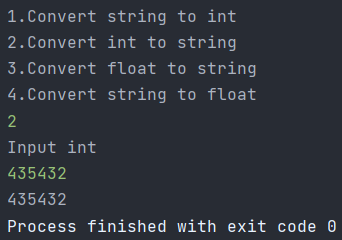 1.Convert string to int
2.Convert int to string
3.Convert float to string
4.Convert string to float
2
Input int
435432
435432
Process finished with exit code 0